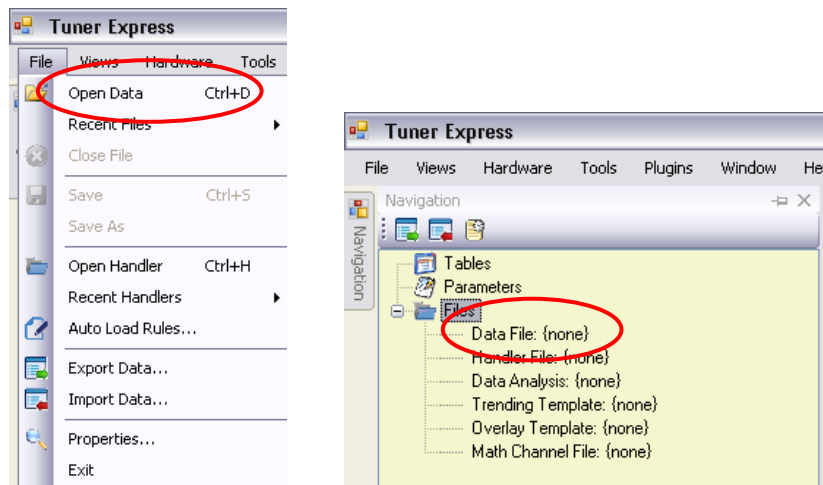 Tuner Express
File Views Hardware Tools
Open Data Ctrl+D
Recent Files
Close File
Save Ctrl+S
Save As
Open Handler Ctrl+H
Recent Handlers
Auto Load Rules...
Export Data...
Import Data...
Properties...
Exit
Tuner Express
File Views Hardware Tools Plugins Window He
Navigation
Navigation
Tables
Parameters
Files
Data File: {none}
Handler File: {none}
Data Analysis: {none}
Trending Template: {none}
Overlay Template: {none}
Math Channel File: {none}